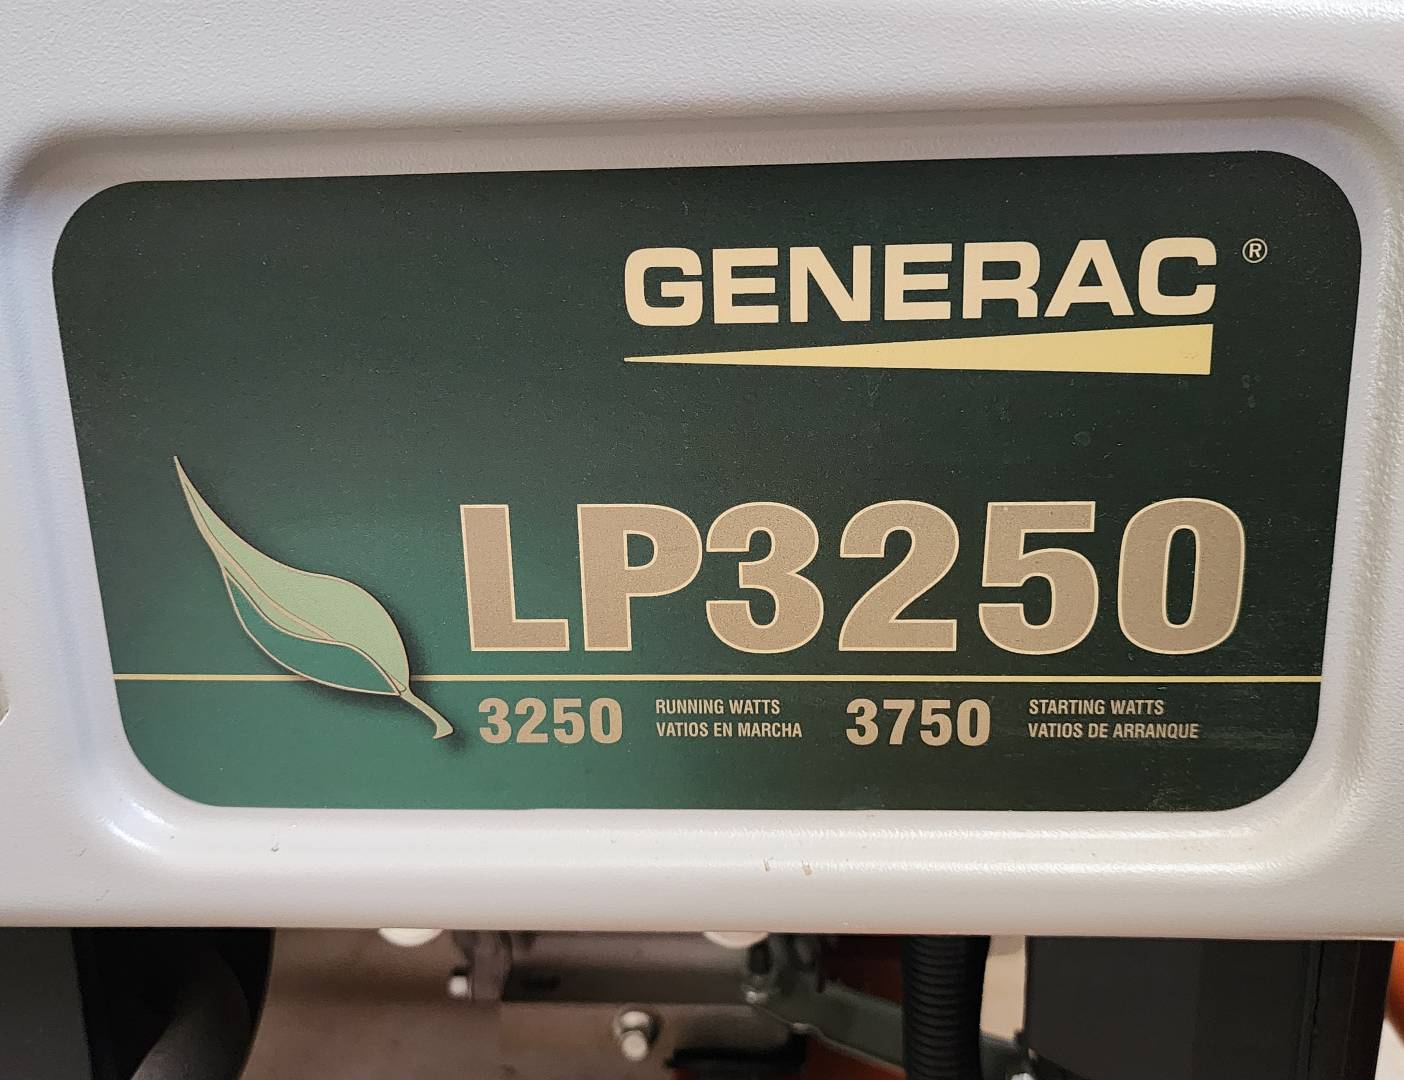 GENERAC®
LP3250
3250 RUNNING WATTS
VATIOS EN MARCHA
3750 STARTING WATTS
VATIOS DE ARRANQUE